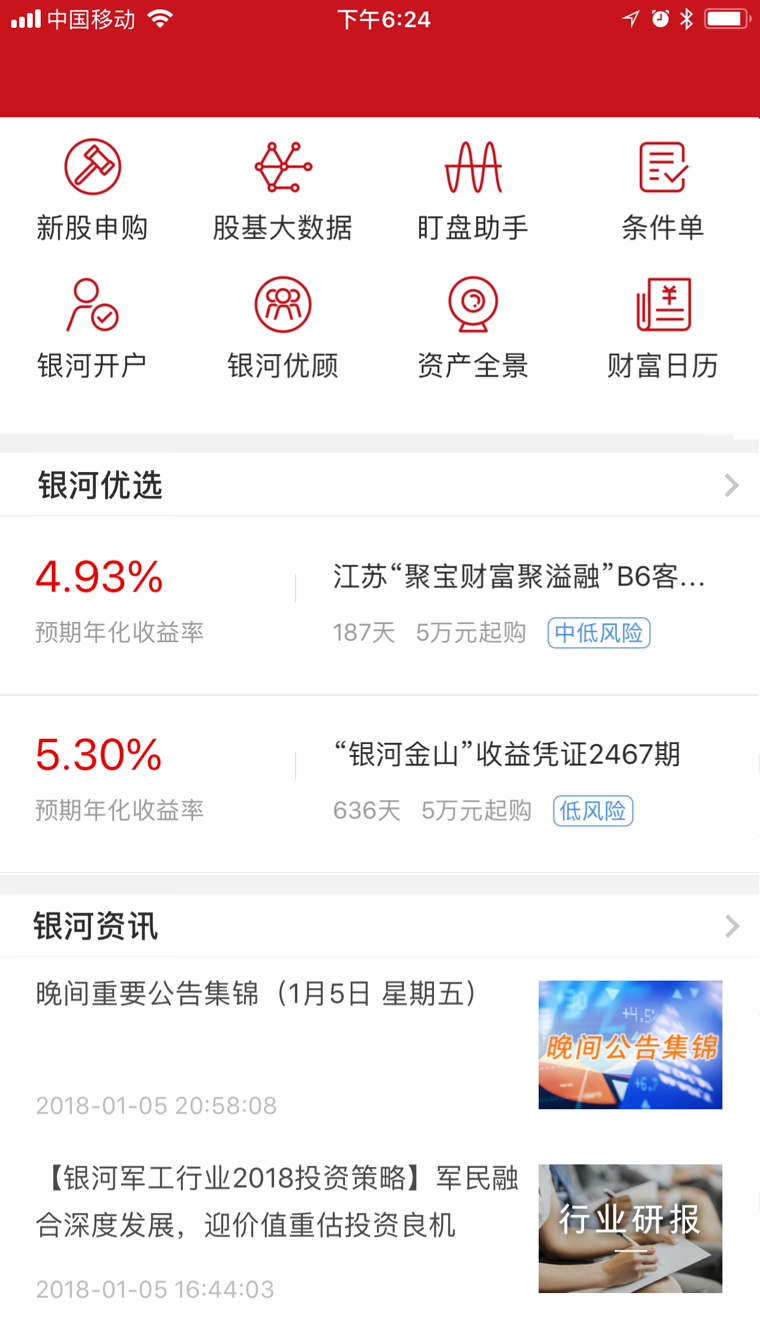 中国移动 下午6:24
新股申购 股基大数据 盯盘助手 条件单
银河开户 银河优顾 资产全景 财富日历
银河优选
4.93% 江苏“聚宝财富聚溢融”B6客...
预期年化收益率 187天 5万元起购 中低风险
5.30% “银河金山”收益凭证2467期
预期年化收益率 636天 5万元起购 低风险
银河资讯
晚间重要公告集锦（1月5日 星期五）
+4.5
晚间公告集锦
+6.7
2018-01-05 20:58:08
【银河军工行业2018投资策略】军民融
合深度发展，迎价值重估投资良机
行业研报
2018-01-05 16:44:03